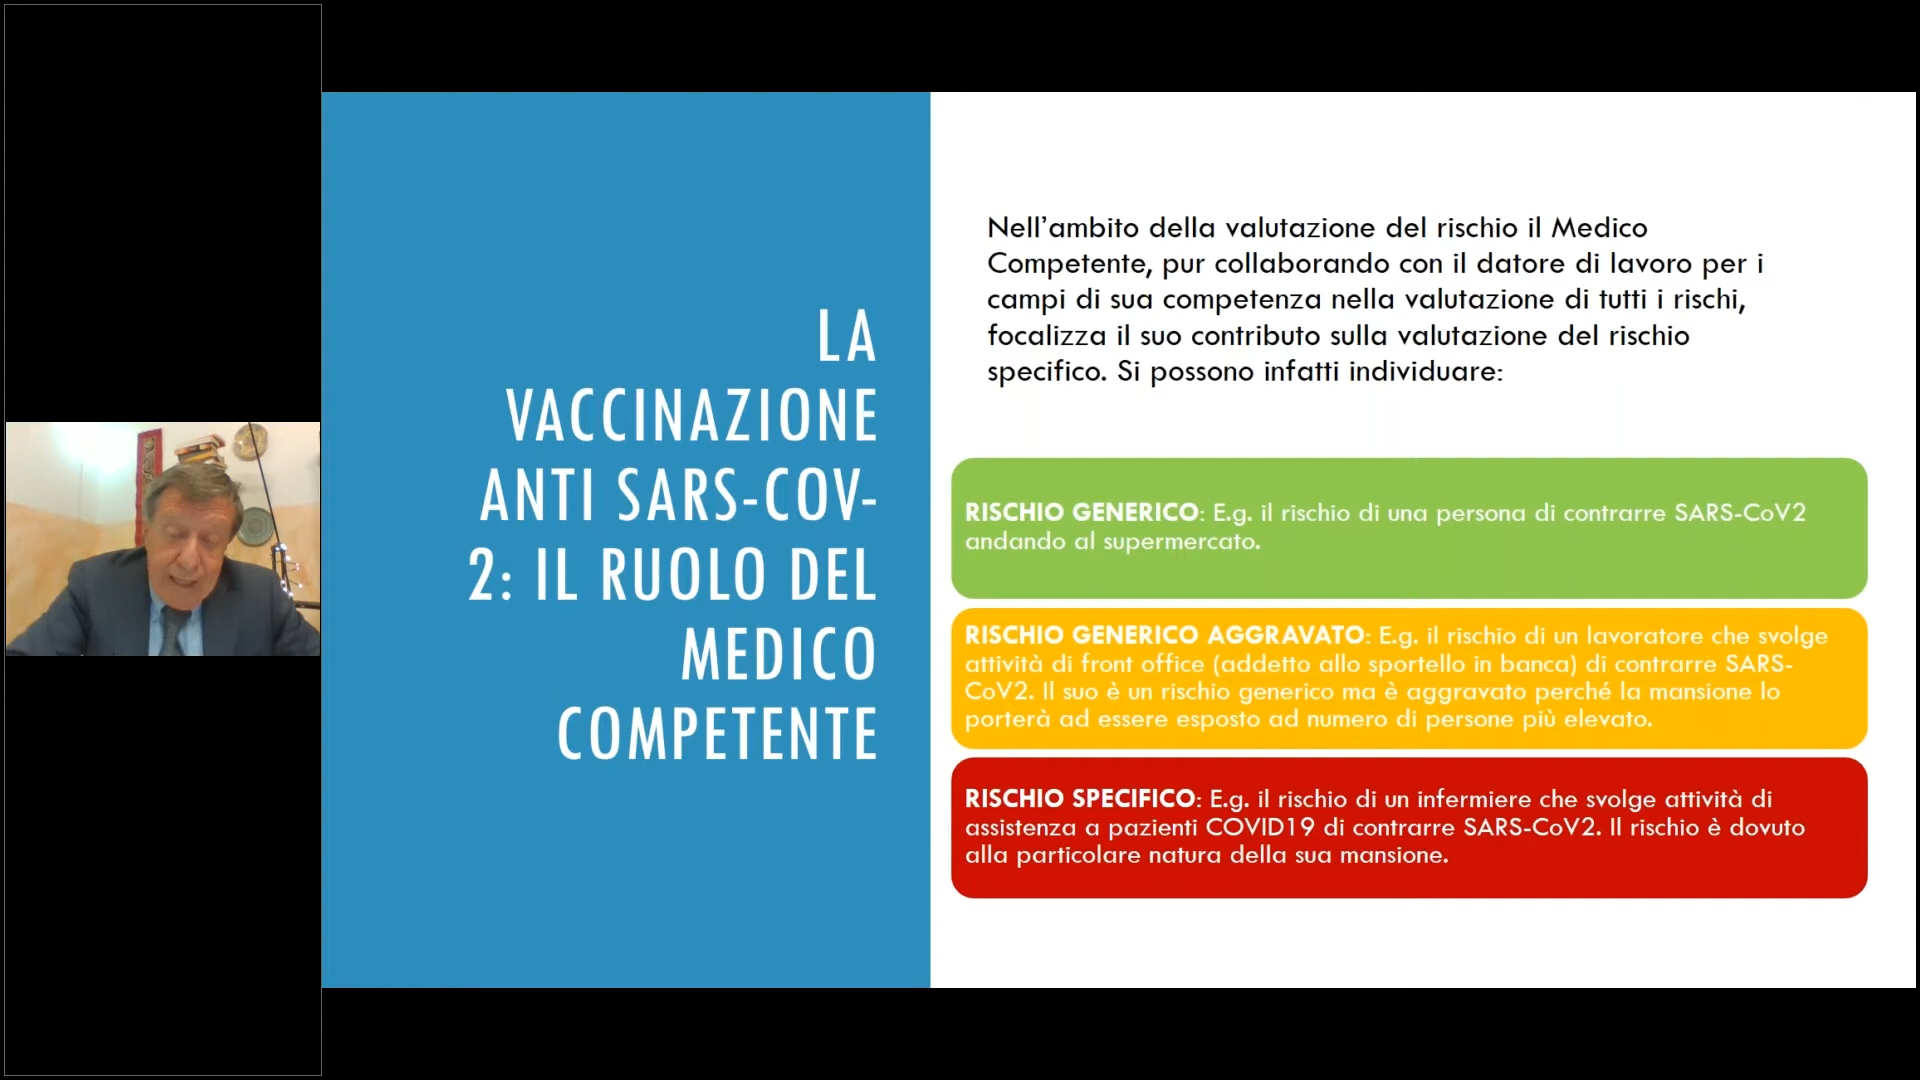 LA
VACCINAZIONE
ANTI SARS-COV-
2: IL RUOLO DEL
MEDICO
COMPETENTE
Nell’ambito della valutazione del rischio il Medico
Competente, pur collaborando con il datore di lavoro per i
campi di sua competenza nella valutazione di tutti i rischi,
focalizza il suo contributo sulla valutazione del rischio
specifico. Si possono infatti individuare:
RISCHIO GENERICO: E.g. il rischio di una persona di contrarre SARS-CoV2
andando al supermercato.
RISCHIO GENERICO AGGRAVATO: E.g. il rischio di un lavoratore che svolge
attività di front office (addetto allo sportello in banca) di contrarre SARS-
CoV2. Il suo è un rischio generico ma è aggravato perché la mansione lo
porterà ad essere esposto ad numero di persone più elevato.
RISCHIO SPECIFICO: E.g. il rischio di un infermiere che svolge attività di
assistenza a pazienti COVID19 di contrarre SARS-CoV2. Il rischio è dovuto
alla particolare natura della sua mansione.